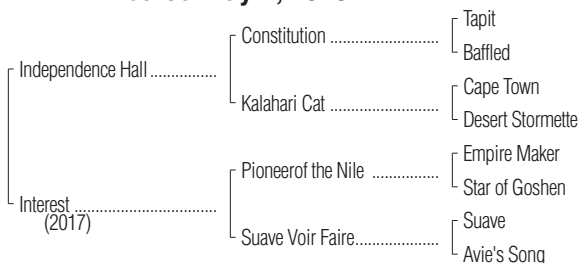 Tapit
Constitution ................................
Baffled
Independence Hall ....................
Cape Town
Kalahari Cat ................................
Desert Stormette
Empire Maker
Pioneerof the Nile ....................
Star of Goshen
Interest ..........................................
(2017)
Suave
Suave Voir Faire.........................
Avie's Song